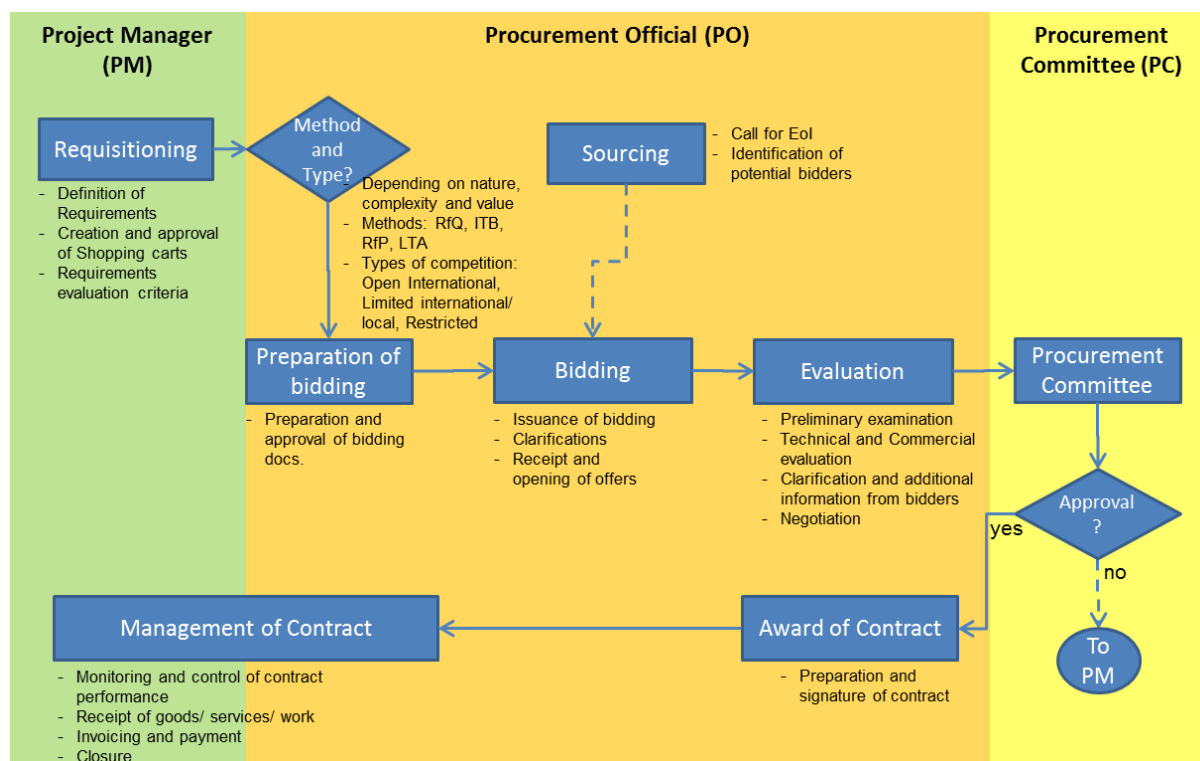 Project Manager
(PM)
Procurement Official (PO)
Procurement
Committee (PC)
Requisitioning
- Definition of
Requirements
- Creation and approval
of Shopping carts
- Requirements
evaluation criteria
Method
and
Type?
- Depending on nature,
complexity and value
- Methods: RfQ, ITB,
RfP, LTA
- Types of competition:
Open International,
Limited international/
local, Restricted
Sourcing
- Call for EoI
- Identification of
potential bidders
Preparation of
bidding
- Preparation and
approval of bidding
docs.
Bidding
- Issuance of bidding
- Clarifications
- Receipt and
opening of offers
Evaluation
- Preliminary examination
- Technical and Commercial
evaluation
- Clarification and additional
information from bidders
- Negotiation
Procurement
Committee
Approval
?
yes
no
To
PM
Award of Contract
- Preparation and
signature of contract
Management of Contract
- Monitoring and control of contract
performance
- Receipt of goods/ services/ work
- Invoicing and payment
- Closure